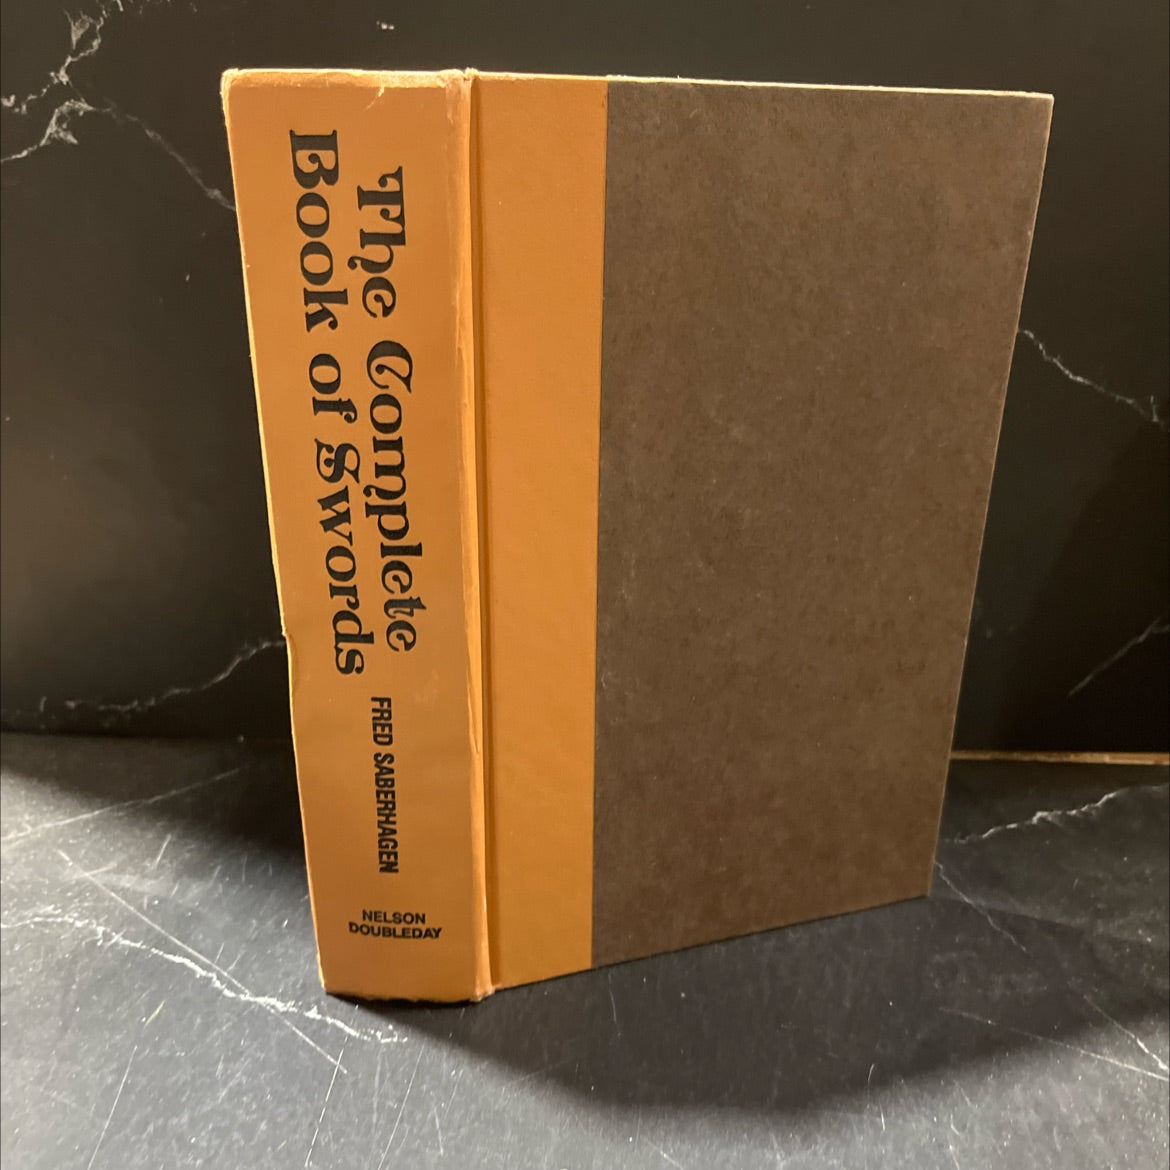 The Complete
Book of Swords
FRED SABERHAGEN
NELSON
DOUBLEDAY